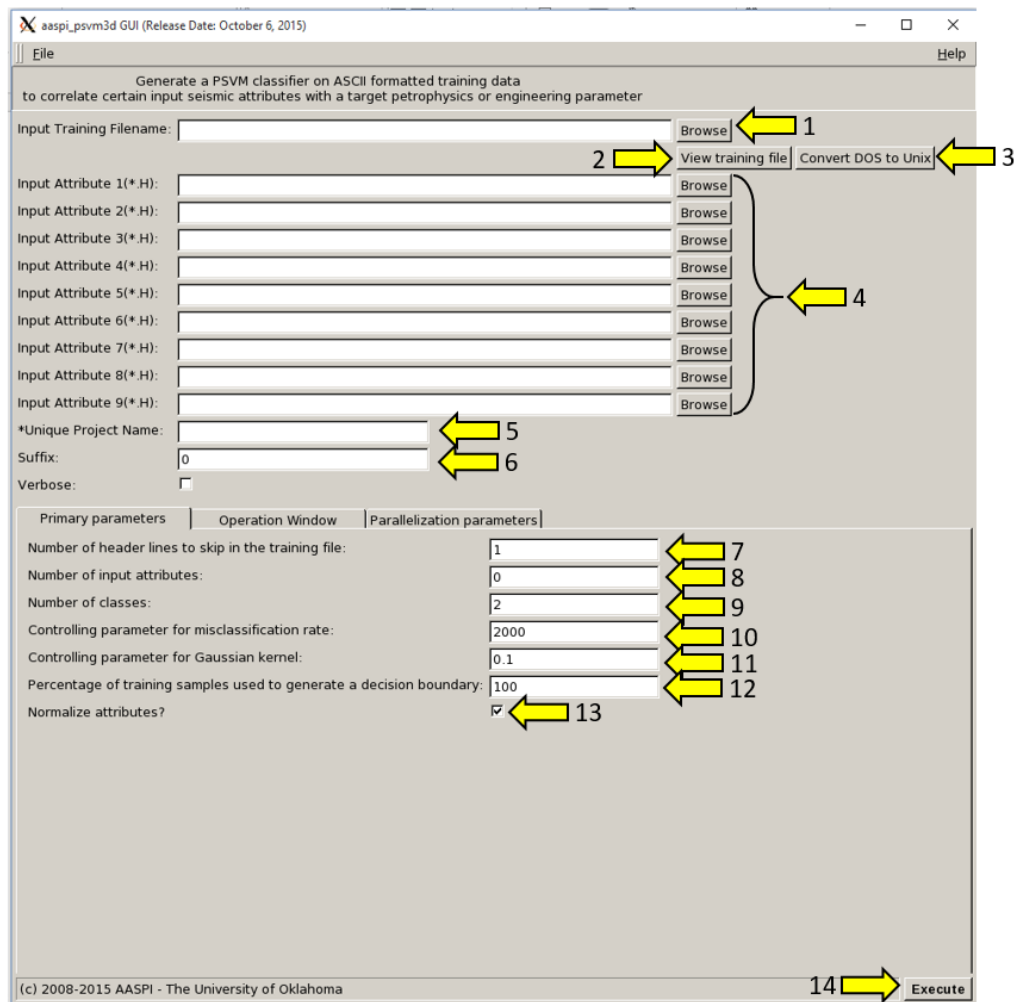 aaspi_psvm3d GUI (Release Date: October 6, 2015)
File Help
Generate a PSVM classifier on ASCII formatted training data
to correlate certain input seismic attributes with a target petrophysics or engineering parameter
Input Training Filename: Browse 1
2 View training file Convert DOS to Unix 3
Input Attribute 1(*.H): Browse
Input Attribute 2(*.H): Browse
Input Attribute 3(*.H): Browse
Input Attribute 4(*.H): Browse
Input Attribute 5(*.H): Browse 4
Input Attribute 6(*.H): Browse
Input Attribute 7(*.H): Browse
Input Attribute 8(*.H): Browse
Input Attribute 9(*.H): Browse
*Unique Project Name: 5
Suffix: 0 6
Verbose:
Primary parameters Operation Window Parallelization parameters
Number of header lines to skip in the training file: 1 7
Number of input attributes: 0 8
Number of classes: 2 9
Controlling parameter for misclassification rate: 2000 10
Controlling parameter for Gaussian kernel: 0.1 11
Percentage of training samples used to generate a decision boundary: 100 12
Normalize attributes? 13
(c) 2008-2015 AASPI - The University of Oklahoma 14 Execute